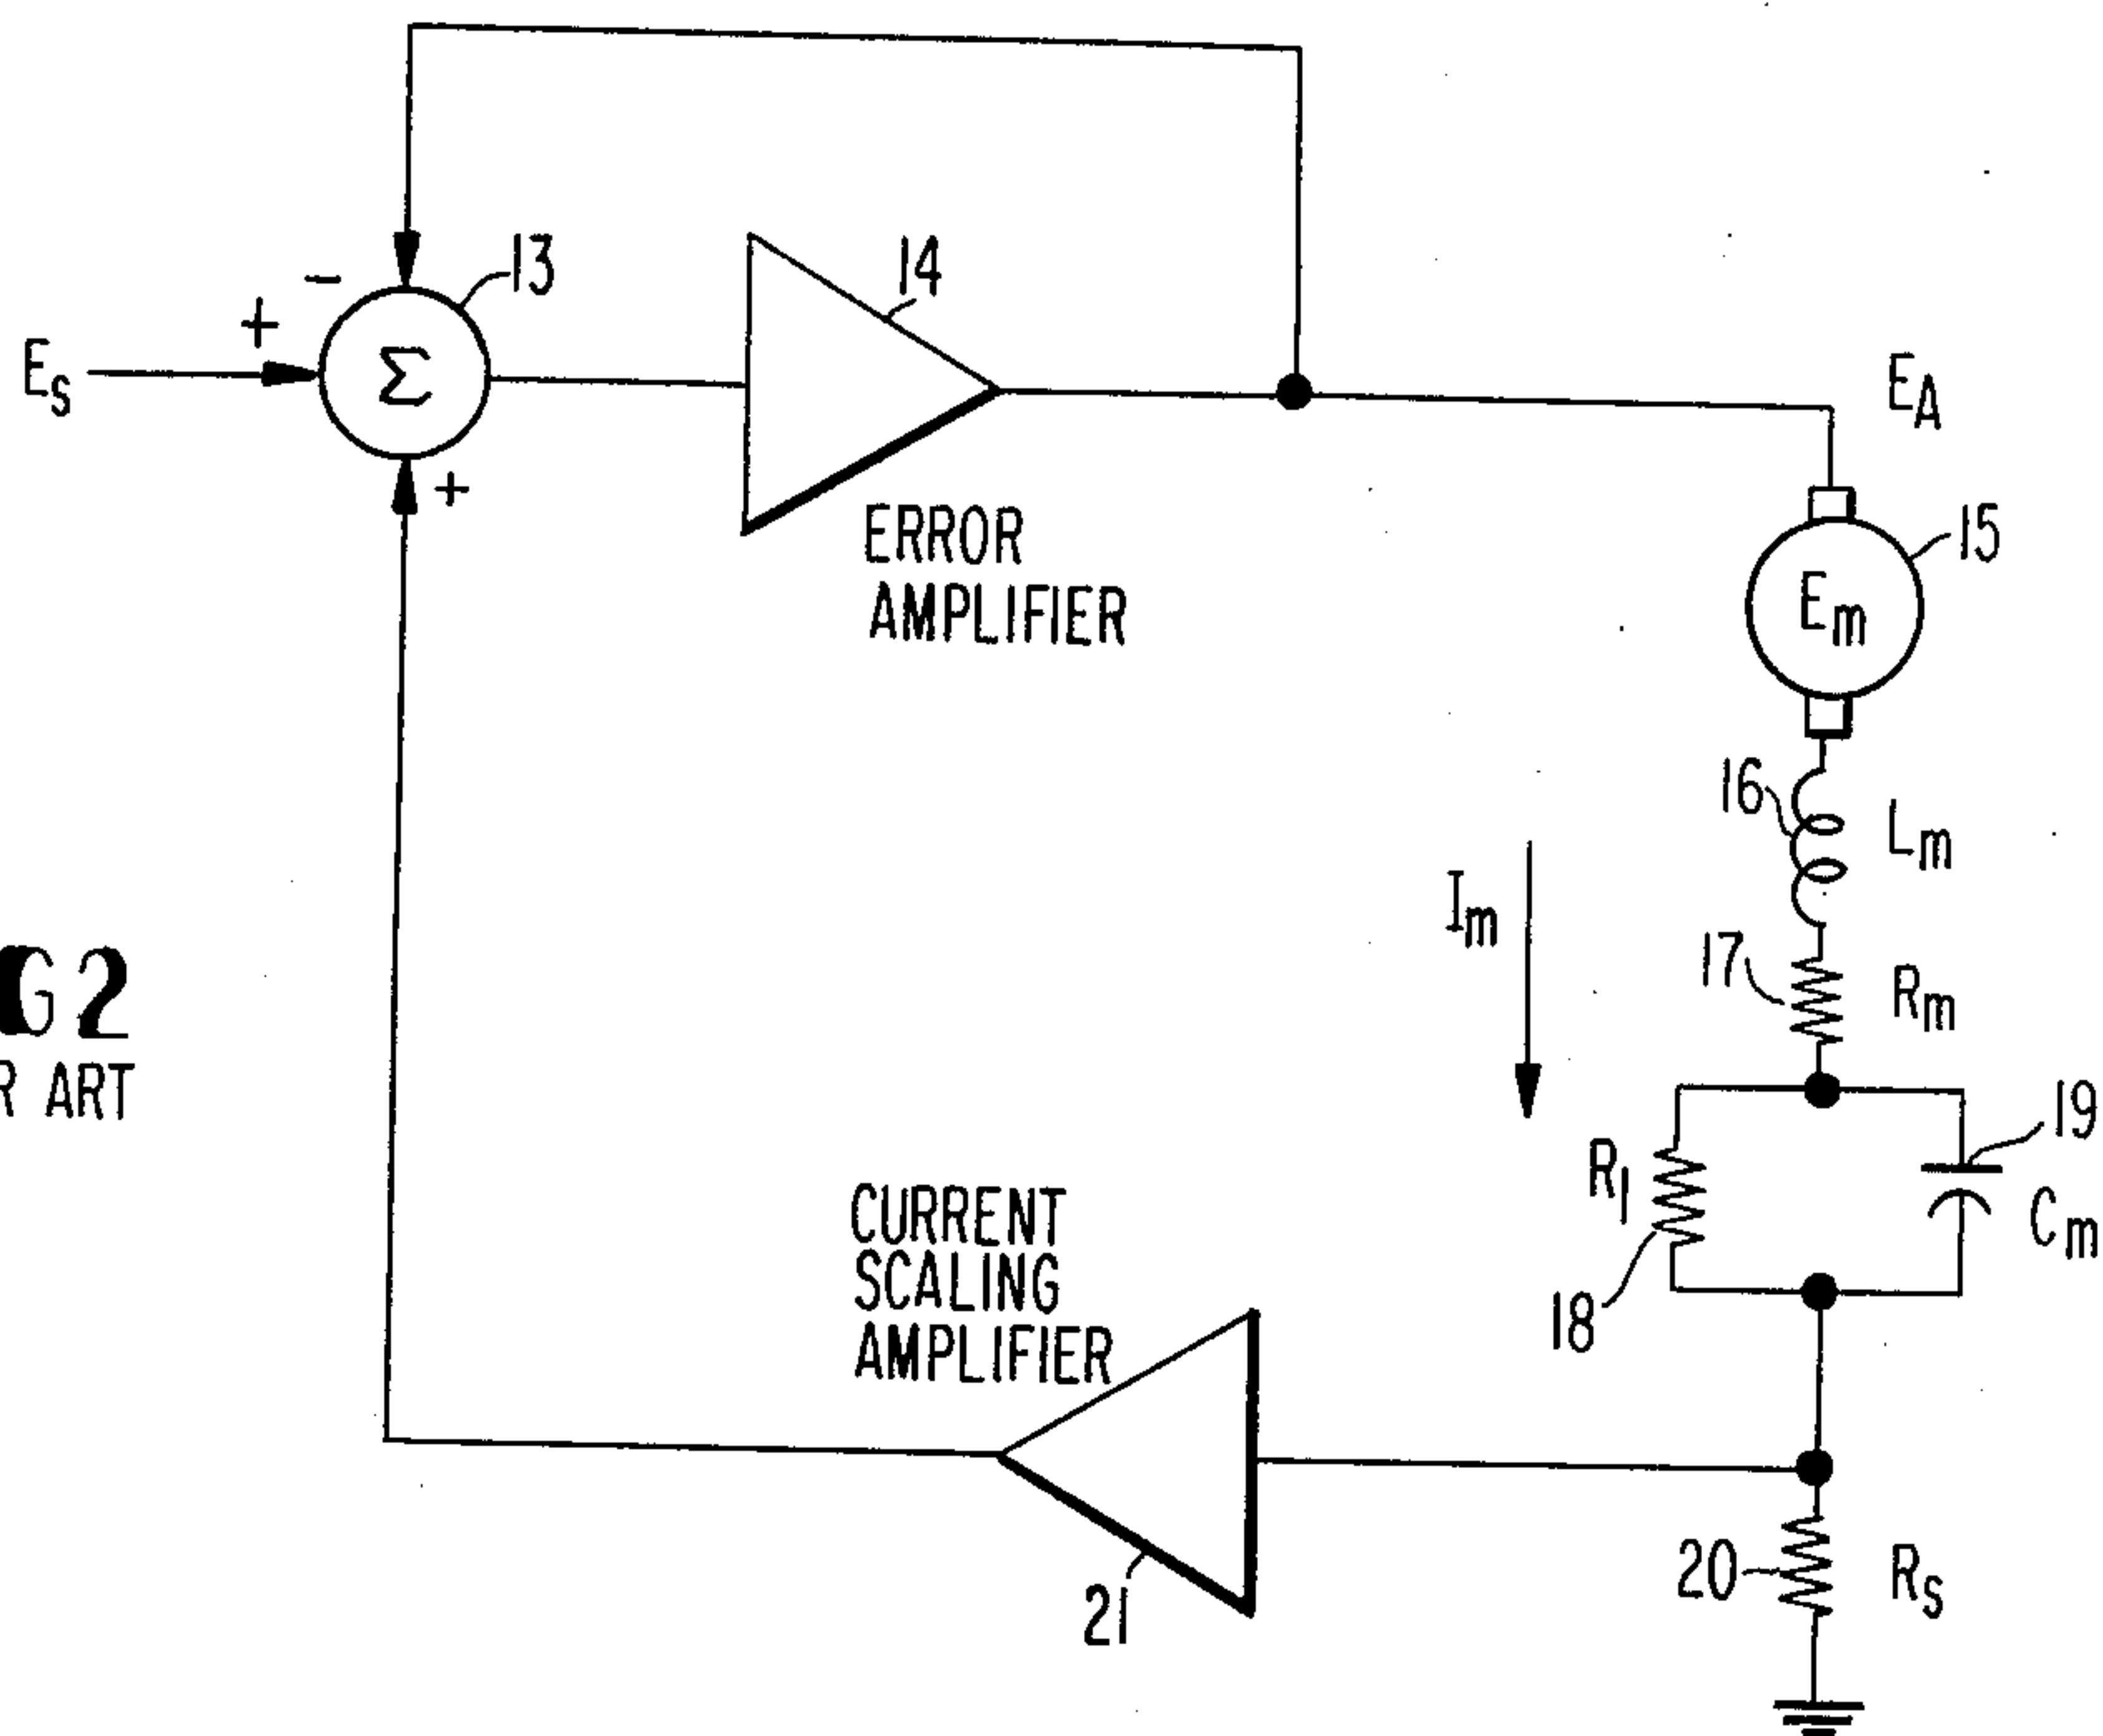 13
14
+
-
Es
Σ
EA
+
ERROR
AMPLIFIER
15
Em
16
Lm
Im
17
Rm
G 2
R ART
19
R1
Cm
CURRENT
SCALING
AMPLIFIER
18
21
20
Rs